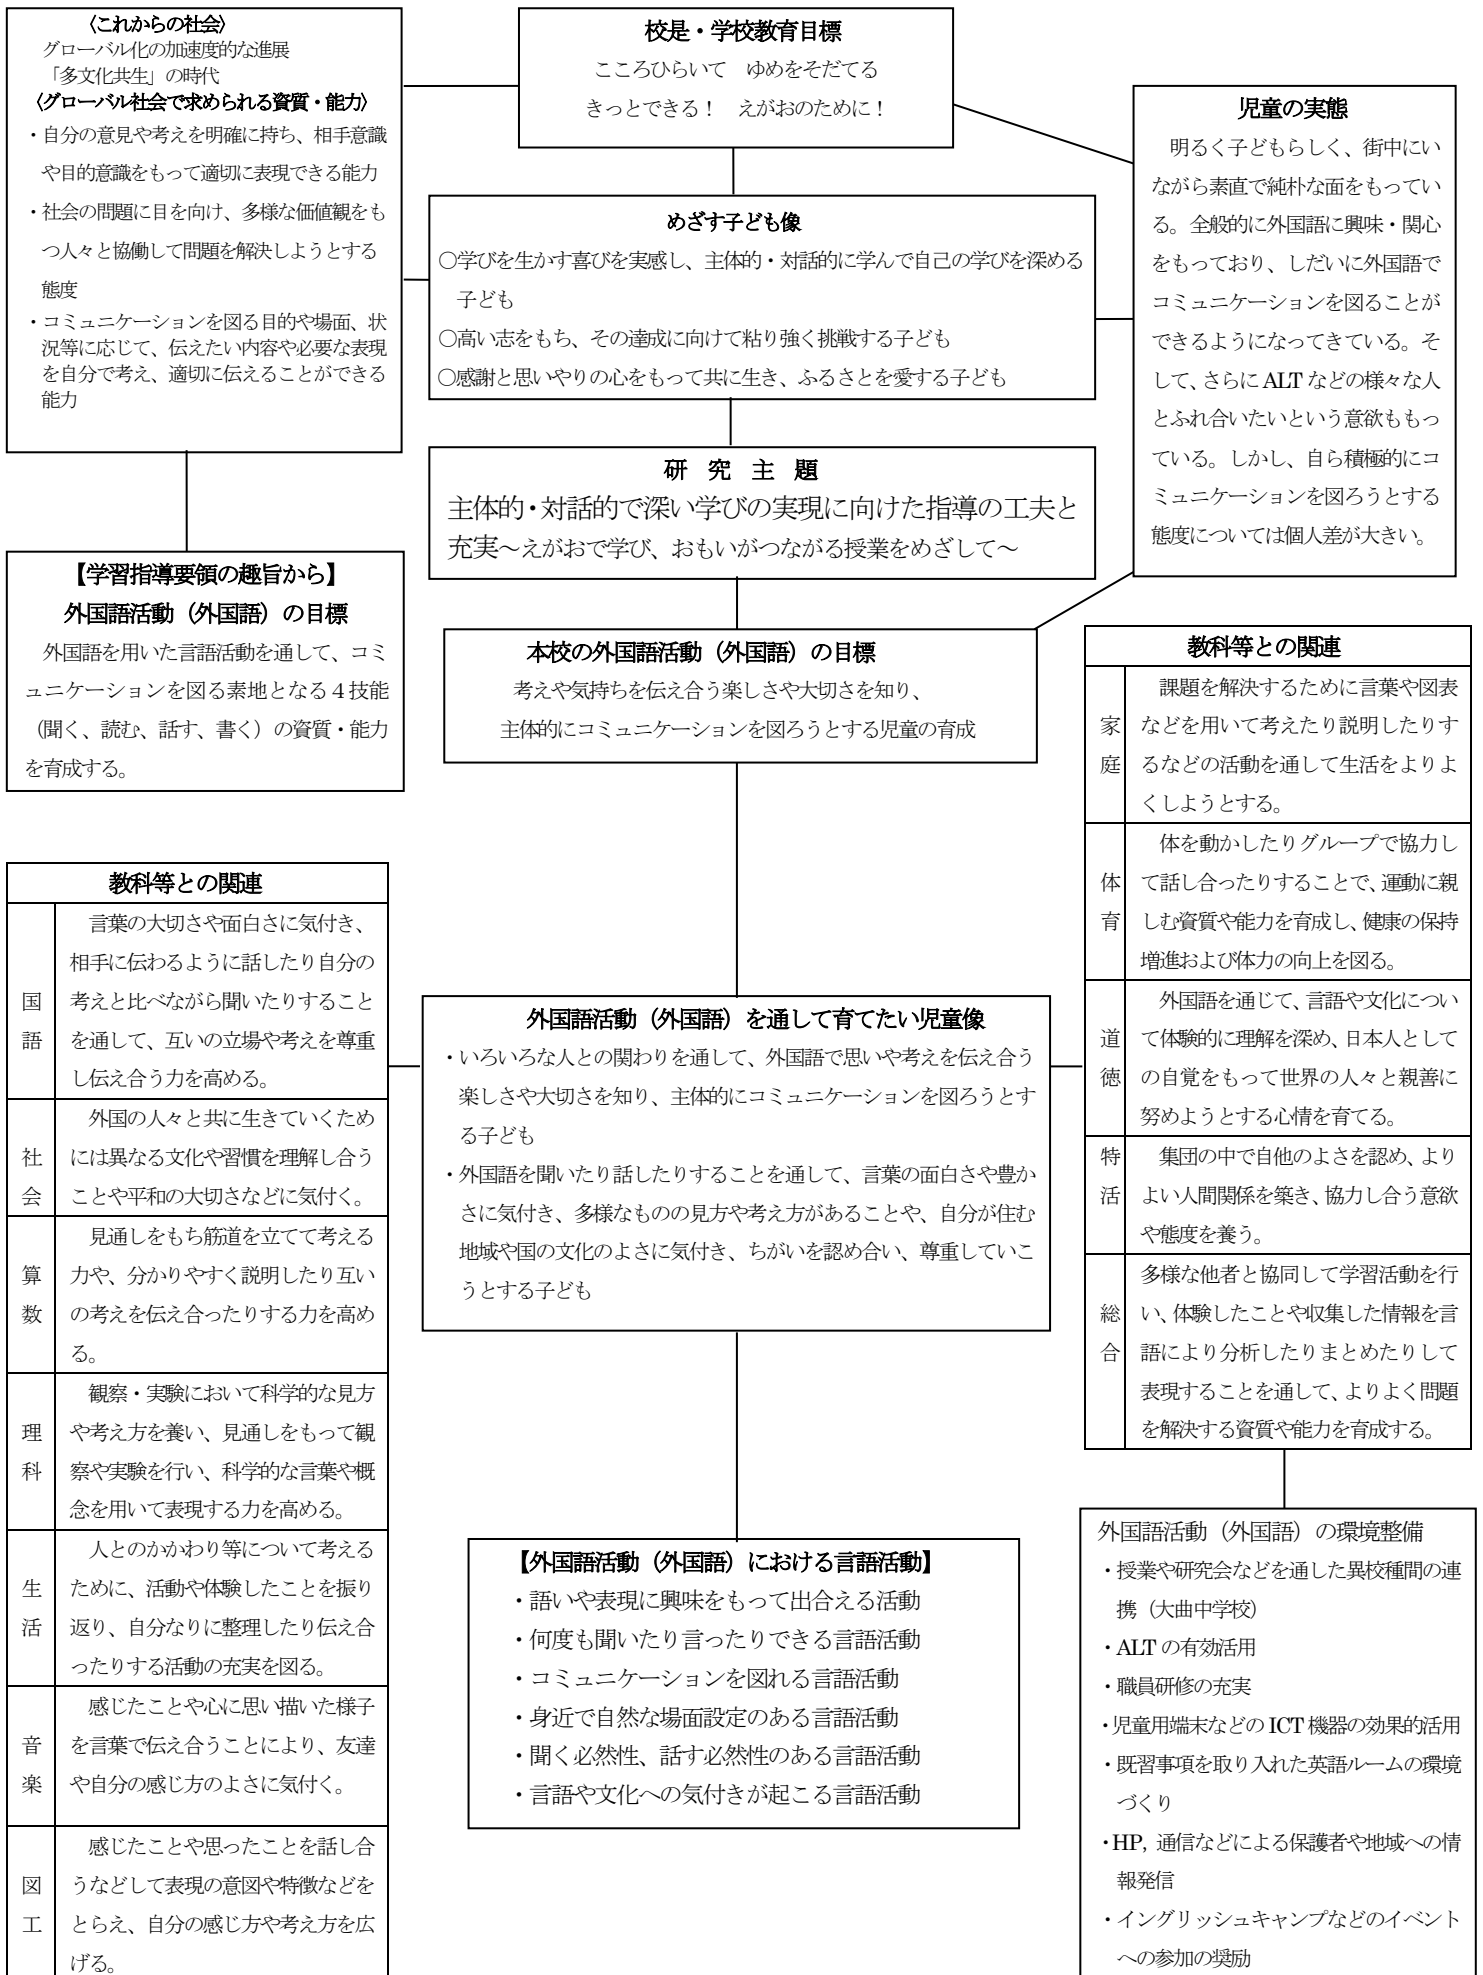 〈これからの社会〉
グローバル化の加速度的な進展
「多文化共生」の時代
〈グローバル社会で求められる資質・能力〉
・自分の意見や考えを明確に持ち、相手意識
や目的意識をもって適切に表現できる能力
・社会の問題に目を向け、多様な価値観をも
つ人々と協働して問題を解決しようとする
態度
・コミュニケーションを図る目的や場面、状
況等に応じて、伝えたい内容や必要な表現
を自分で考え、適切に伝えることができる
能力
校是・学校教育目標
こころひらいて　ゆめをそだてる
きっとできる！　えがおのために！
児童の実態
明るく子どもらしく、街中にい
ながら素直で純朴な面をもってい
る。全般的に外国語に興味・関心
をもっており、しだいに外国語で
コミュニケーションを図ることが
できるようになってきている。そ
して、さらに ALT などの様々な人
とふれ合いたいという意欲ももっ
ている。しかし、自ら積極的にコ
ミュニケーションを図ろうとする
態度については個人差が大きい。
めざす子ども像
○学びを生かす喜びを実感し、主体的・対話的に学んで自己の学びを深める
子ども
○高い志をもち、その達成に向けて粘り強く挑戦する子ども
○感謝と思いやりの心をもって共に生き、ふるさとを愛する子ども
研　究　主　題
主体的・対話的で深い学びの実現に向けた指導の工夫と
充実～えがおで学び、おもいがつながる授業をめざして～
【学習指導要領の趣旨から】
外国語活動（外国語）の目標
外国語を用いた言語活動を通して、コミ
ュニケーションを図る素地となる４技能
（聞く、読む、話す、書く）の資質・能力
を育成する。
本校の外国語活動（外国語）の目標
考えや気持ちを伝え合う楽しさや大切さを知り、
主体的にコミュニケーションを図ろうとする児童の育成
教科等との関連
家庭
課題を解決するために言葉や図表
などを用いて考えたり説明したりす
るなどの活動を通して生活をよりよ
くしようとする。
体育
体を動かしたりグループで協力し
て話し合ったりすることで、運動に親
しむ資質や能力を育成し、健康の保持
増進および体力の向上を図る。
道徳
外国語を通じて、言語や文化につい
て体験的に理解を深め、日本人として
の自覚をもって世界の人々と親善に
努めようとする心情を育てる。
特活
集団の中で自他のよさを認め、より
よい人間関係を築き、協力し合う意欲
や態度を養う。
総合
多様な他者と協同して学習活動を行
い、体験したことや収集した情報を言
語により分析したりまとめたりして
表現することを通して、よりよく問題
を解決する資質や能力を育成する。
教科等との関連
国語
言葉の大切さや面白さに気付き、
相手に伝わるように話したり自分の
考えと比べながら聞いたりすること
を通して、互いの立場や考えを尊重
し伝え合う力を高める。
社会
外国の人々と共に生きていくため
には異なる文化や習慣を理解し合う
ことや平和の大切さなどに気付く。
算数
見通しをもち筋道を立てて考える
力や、分かりやすく説明したり互い
の考えを伝え合ったりする力を高め
る。
理科
観察・実験において科学的な見方
や考え方を養い、見通しをもって観
察や実験を行い、科学的な言葉や概
念を用いて表現する力を高める。
生活
人とのかかわり等について考える
ために、活動や体験したことを振り
返り、自分なりに整理したり伝え合
ったりする活動の充実を図る。
音楽
感じたことや心に思い描いた様子
を言葉で伝え合うことにより、友達
や自分の感じ方のよさに気付く。
図工
感じたことや思ったことを話し合
うなどして表現の意図や特徴などを
とらえ、自分の感じ方や考え方を広
げる。
外国語活動（外国語）を通して育てたい児童像
・いろいろな人との関わりを通して、外国語で思いや考えを伝え合う
楽しさや大切さを知り、主体的にコミュニケーションを図ろうとす
る子ども
・外国語を聞いたり話したりすることを通して、言葉の面白さや豊か
さに気付き、多様なものの見方や考え方があることや、自分が住む
地域や国の文化のよさに気付き、ちがいを認め合い、尊重していこ
うとする子ども
【外国語活動（外国語）における言語活動】
・語いや表現に興味をもって出合える活動
・何度も聞いたり言ったりできる言語活動
・コミュニケーションを図れる言語活動
・身近で自然な場面設定のある言語活動
・聞く必然性、話す必然性のある言語活動
・言語や文化への気付きが起こる言語活動
外国語活動（外国語）の環境整備
・授業や研究会などを通した異校種間の連
携（大曲中学校）
・ALT の有効活用
・職員研修の充実
・児童用端末などの ICT 機器の効果的活用
・既習事項を取り入れた英語ルームの環境
づくり
・HP, 通信などによる保護者や地域への情
報発信
・イングリッシュキャンプなどのイベント
への参加の奨励